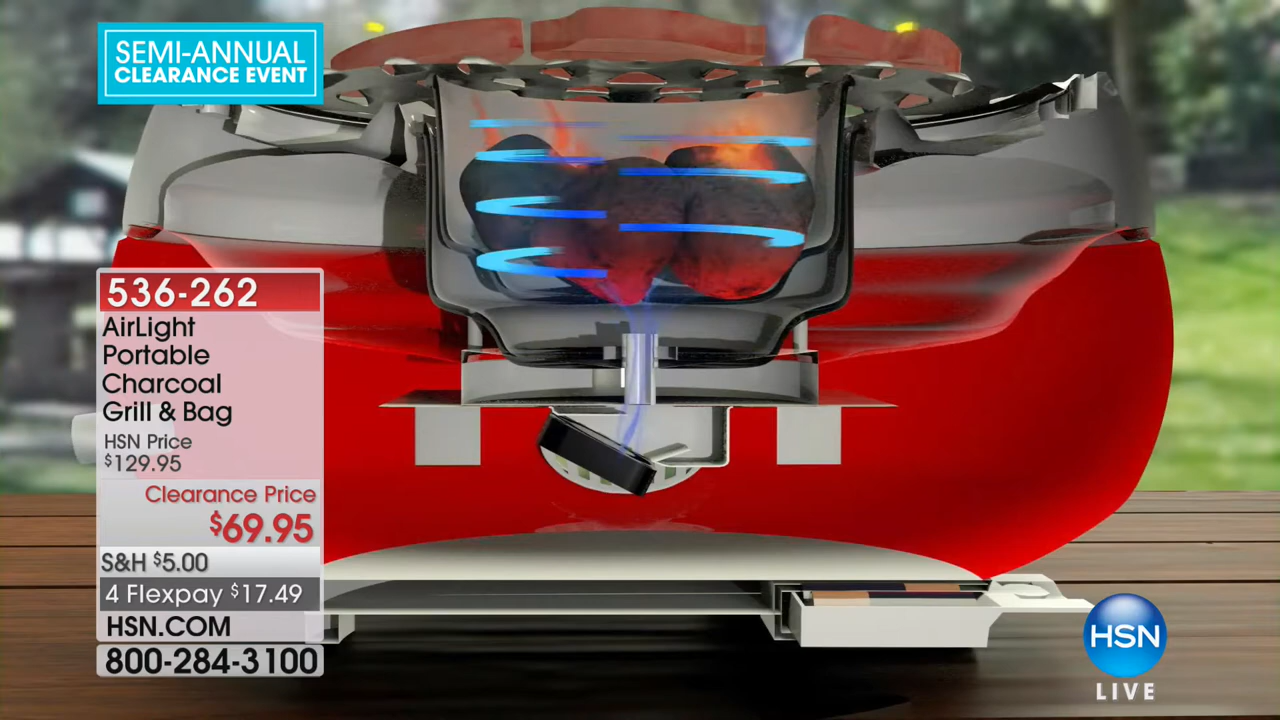 SEMI-ANNUAL
CLEARANCE EVENT
536-262
AirLight
Portable
Charcoal
Grill & Bag
HSN Price
$129.95
Clearance Price
$69.95
S&H $5.00
4 Flexpay $17.49
HSN.COM
800-284-3100
HSN
LIVE